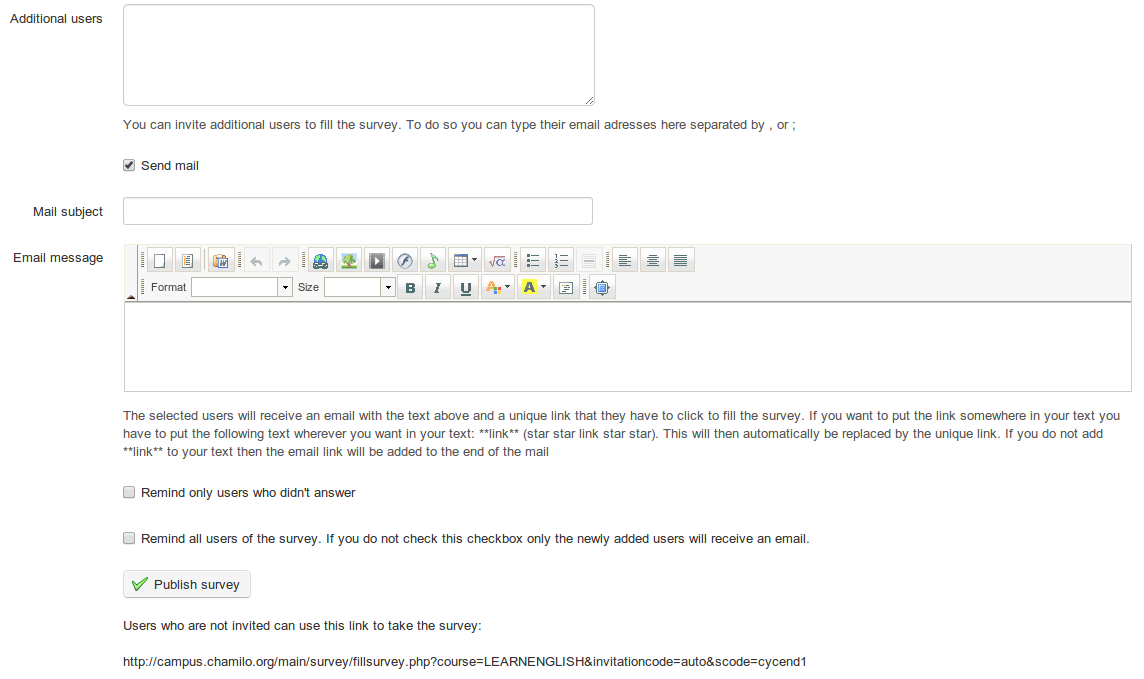 Additional users
You can invite additional users to fill the survey. To do so you can type their email adresses here separated by , or ;
Send mail
Mail subject
Email message
Format Size B I U A A
The selected users will receive an email with the text above and a unique link that they have to click to fill the survey. If you want to put the link somewhere in your text you
have to put the following text wherever you want in your text: **link** (star star link star star). This will then automatically be replaced by the unique link. If you do not add
**link** to your text then the email link will be added to the end of the mail
Remind only users who didn't answer
Remind all users of the survey. If you do not check this checkbox only the newly added users will receive an email.
Publish survey
Users who are not invited can use this link to take the survey:
http://campus.chamilo.org/main/survey/fillsurvey.php?course=LEARNENGLISH&invitationcode=auto&scode=cycend1